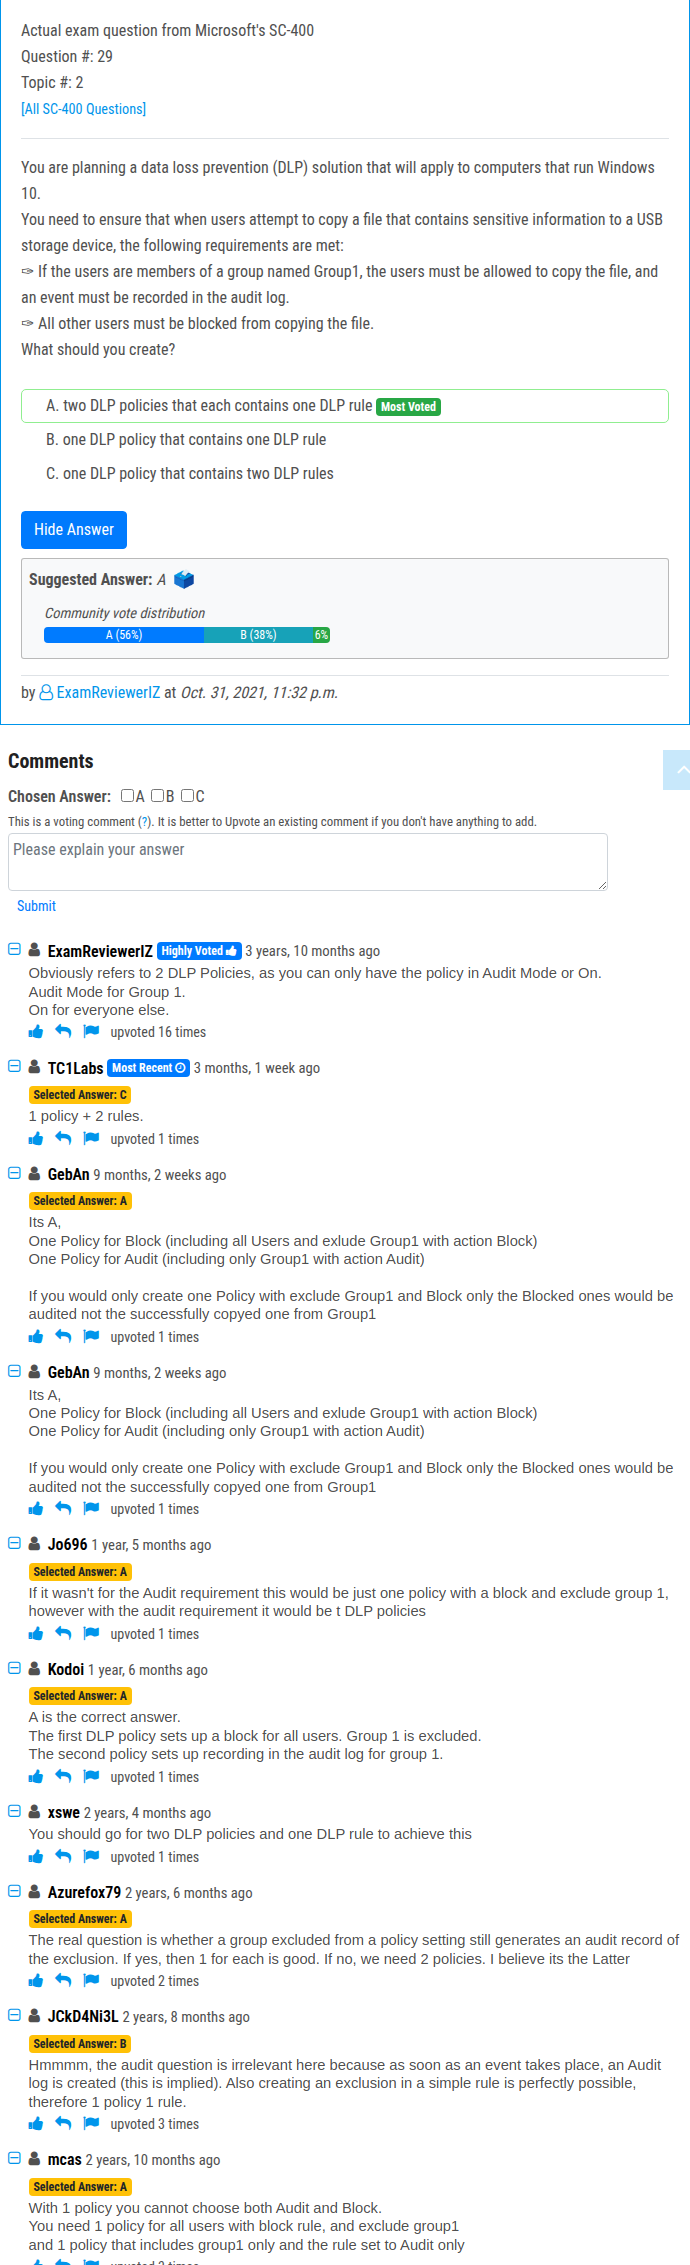 Actual exam question from Microsoft's SC-400
Question #: 29
Topic #: 2
[All SC-400 Questions]
You are planning a data loss prevention (DLP) solution that will apply to computers that run Windows
10.
You need to ensure that when users attempt to copy a file that contains sensitive information to a USB
storage device, the following requirements are met:
✑ If the users are members of a group named Group1, the users must be allowed to copy the file, and
an event must be recorded in the audit log.
✑ All other users must be blocked from copying the file.
What should you create?
A. two DLP policies that each contains one DLP rule Most Voted
B. one DLP policy that contains one DLP rule
C. one DLP policy that contains two DLP rules
Hide Answer
Suggested Answer: A
Community vote distribution
A (56%) B (38%) 6%
by ExamReviewerIZ at Oct. 31, 2021, 11:32 p.m.
Comments
Chosen Answer: A B C
This is a voting comment (?). It is better to Upvote an existing comment if you don't have anything to add.
Please explain your answer
Submit
ExamReviewerIZ Highly Voted 3 years, 10 months ago
Obviously refers to 2 DLP Policies, as you can only have the policy in Audit Mode or On.
Audit Mode for Group 1.
On for everyone else.
upvoted 16 times
TC1Labs Most Recent 3 months, 1 week ago
Selected Answer: C
1 policy + 2 rules.
upvoted 1 times
GebAn 9 months, 2 weeks ago
Selected Answer: A
Its A,
One Policy for Block (including all Users and exlude Group1 with action Block)
One Policy for Audit (including only Group1 with action Audit)
If you would only create one Policy with exclude Group1 and Block only the Blocked ones would be
audited not the successfully copyed one from Group1
upvoted 1 times
GebAn 9 months, 2 weeks ago
Its A,
One Policy for Block (including all Users and exlude Group1 with action Block)
One Policy for Audit (including only Group1 with action Audit)
If you would only create one Policy with exclude Group1 and Block only the Blocked ones would be
audited not the successfully copyed one from Group1
upvoted 1 times
Jo696 1 year, 5 months ago
Selected Answer: A
If it wasn't for the Audit requirement this would be just one policy with a block and exclude group 1,
however with the audit requirement it would be t DLP policies
upvoted 1 times
Kodoi 1 year, 6 months ago
Selected Answer: A
A is the correct answer.
The first DLP policy sets up a block for all users. Group 1 is excluded.
The second policy sets up recording in the audit log for group 1.
upvoted 1 times
xswe 2 years, 4 months ago
You should go for two DLP policies and one DLP rule to achieve this
upvoted 1 times
Azurefox79 2 years, 6 months ago
Selected Answer: A
The real question is whether a group excluded from a policy setting still generates an audit record of
the exclusion. If yes, then 1 for each is good. If no, we need 2 policies. I believe its the Latter
upvoted 2 times
JCkD4Ni3L 2 years, 8 months ago
Selected Answer: B
Hmmmm, the audit question is irrelevant here because as soon as an event takes place, an Audit
log is created (this is implied). Also creating an exclusion in a simple rule is perfectly possible,
therefore 1 policy 1 rule.
upvoted 3 times
mcas 2 years, 10 months ago
Selected Answer: A
With 1 policy you cannot choose both Audit and Block.
You need 1 policy for all users with block rule, and exclude group1
and 1 policy that includes group1 only and the rule set to Audit only